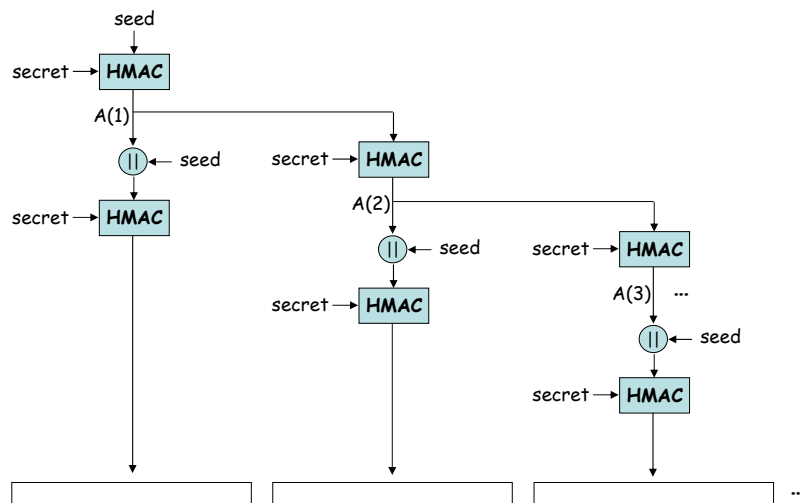 seed
secret HMAC
A(1)
|| seed
secret HMAC
A(2)
secret HMAC
|| seed
secret HMAC
secret HMAC
A(3) ...
|| seed
secret HMAC
...